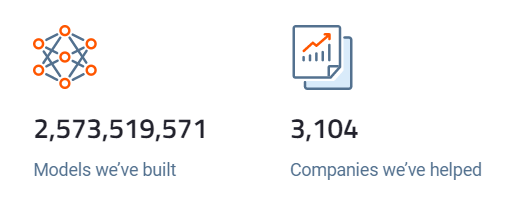 2,573,519,571
3,104
Models we've built
Companies we've helped